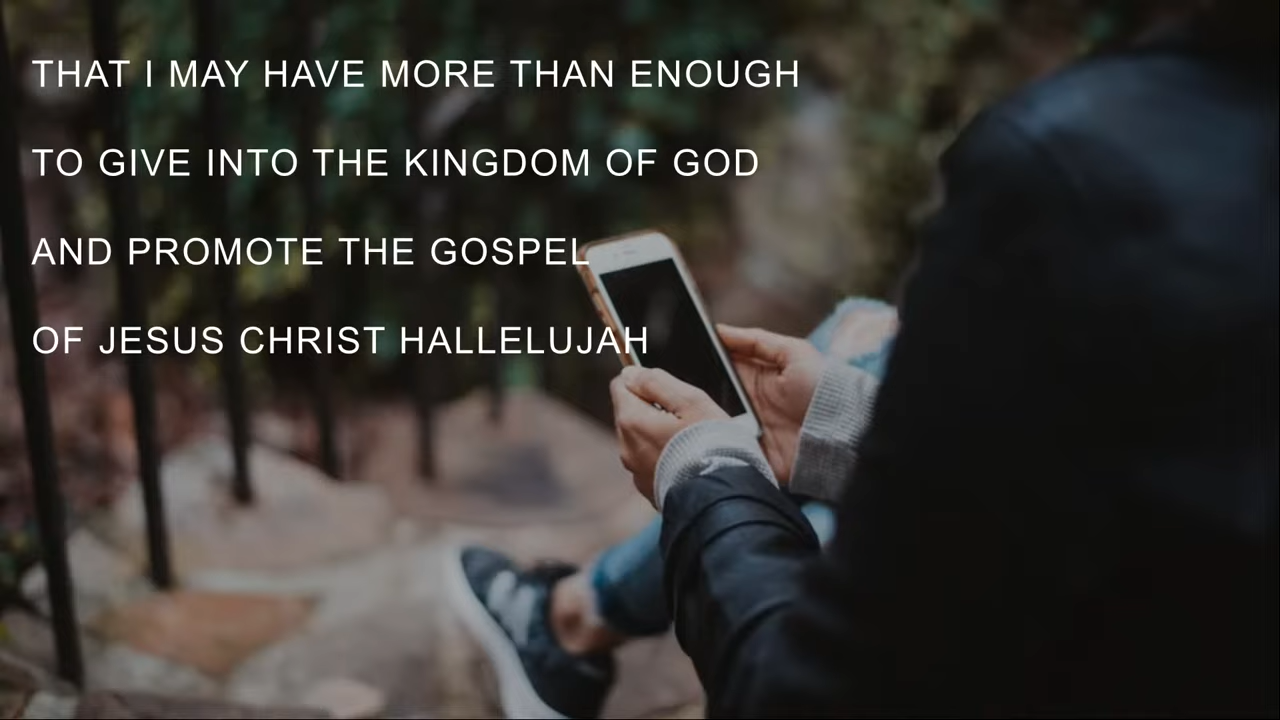 THAT I MAY HAVE MORE THAN ENOUGH
TO GIVE INTO THE KINGDOM OF GOD
AND PROMOTE THE GOSPEL
OF JESUS CHRIST HALLELUJAH